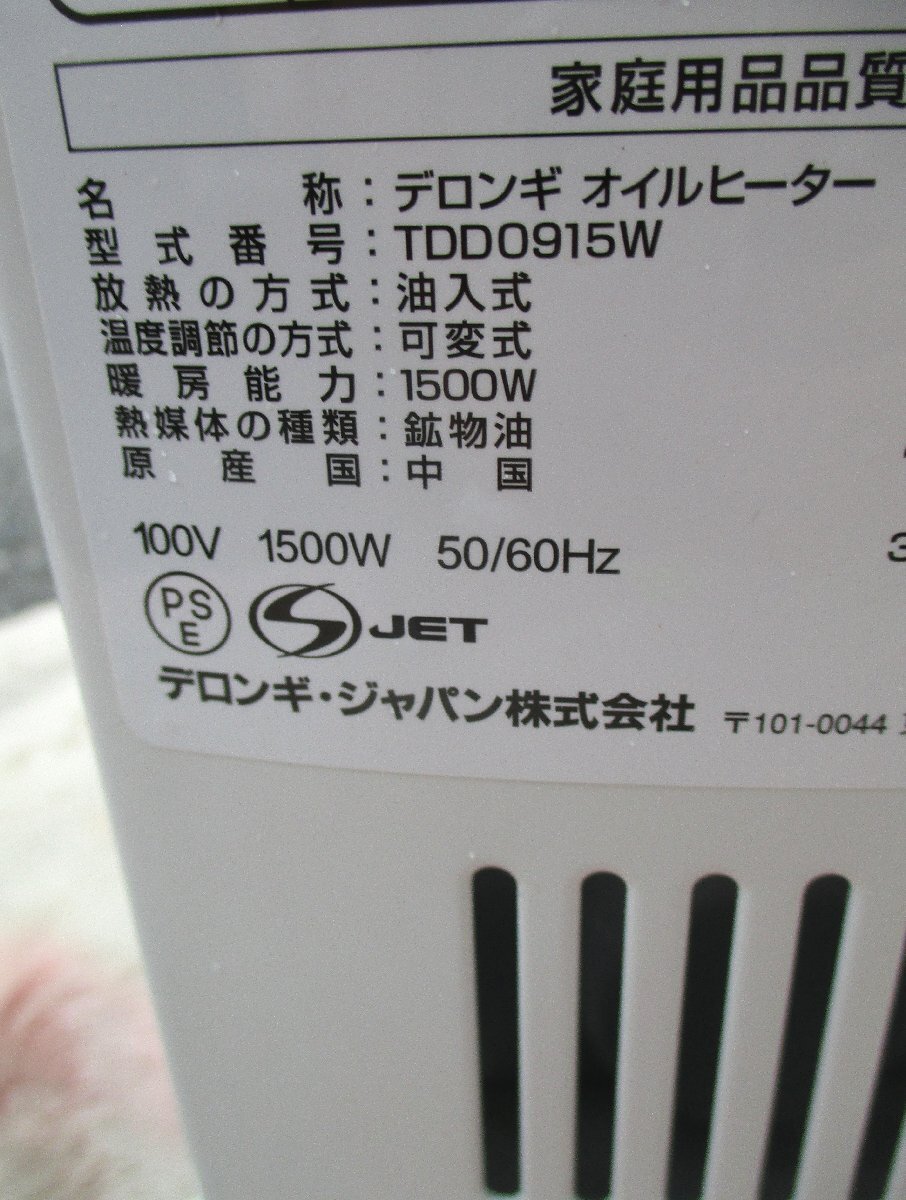 家庭用品品質
名称：デロンギ オイルヒーター
型式番号：TDD0915W
放熱の方式：油入式
温度調節の方式：可変式
暖房能力：1500W
熱媒体の種類：鉱物油
原産国：中国
100V 1500W 50/60Hz 3
PS
E
S JET
デロンギ・ジャパン株式会社 〒101-0044